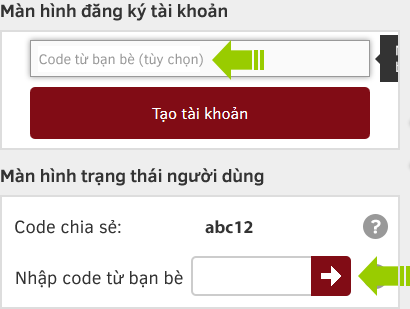 Màn hình đăng ký tài khoản
Code từ bạn bè (tùy chọn)
Tạo tài khoản
Màn hình trạng thái người dùng
Code chia sẻ: abc12 ?
Nhập code từ bạn bè